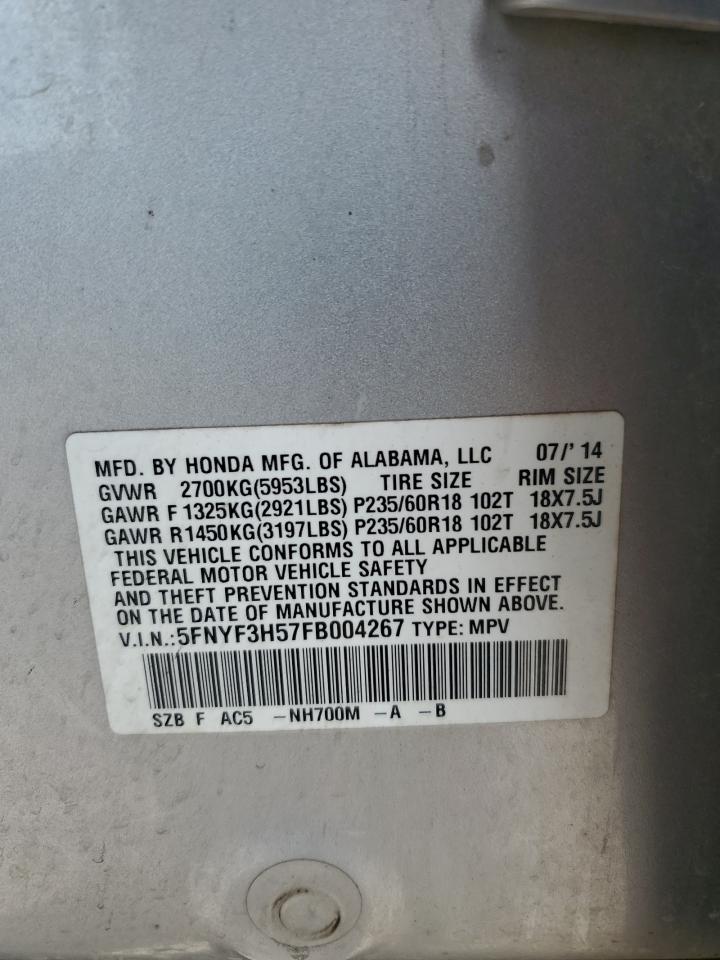 MFD. BY HONDA MFG. OF ALABAMA, LLC 07/' 14
GVWR 2700KG(5953LBS) TIRE SIZE RIM SIZE
GAWR F 1325KG(2921LBS) P235/60R18 102T 18X7.5J
GAWR R1450KG(3197LBS) P235/60R18 102T 18X7.5J
THIS VEHICLE CONFORMS TO ALL APPLICABLE
FEDERAL MOTOR VEHICLE SAFETY
AND THEFT PREVENTION STANDARDS IN EFFECT
ON THE DATE OF MANUFACTURE SHOWN ABOVE.
V.I.N.:5FNYF3H57FB004267 TYPE: MPV
SZB F AC5 -NH700M -A -B